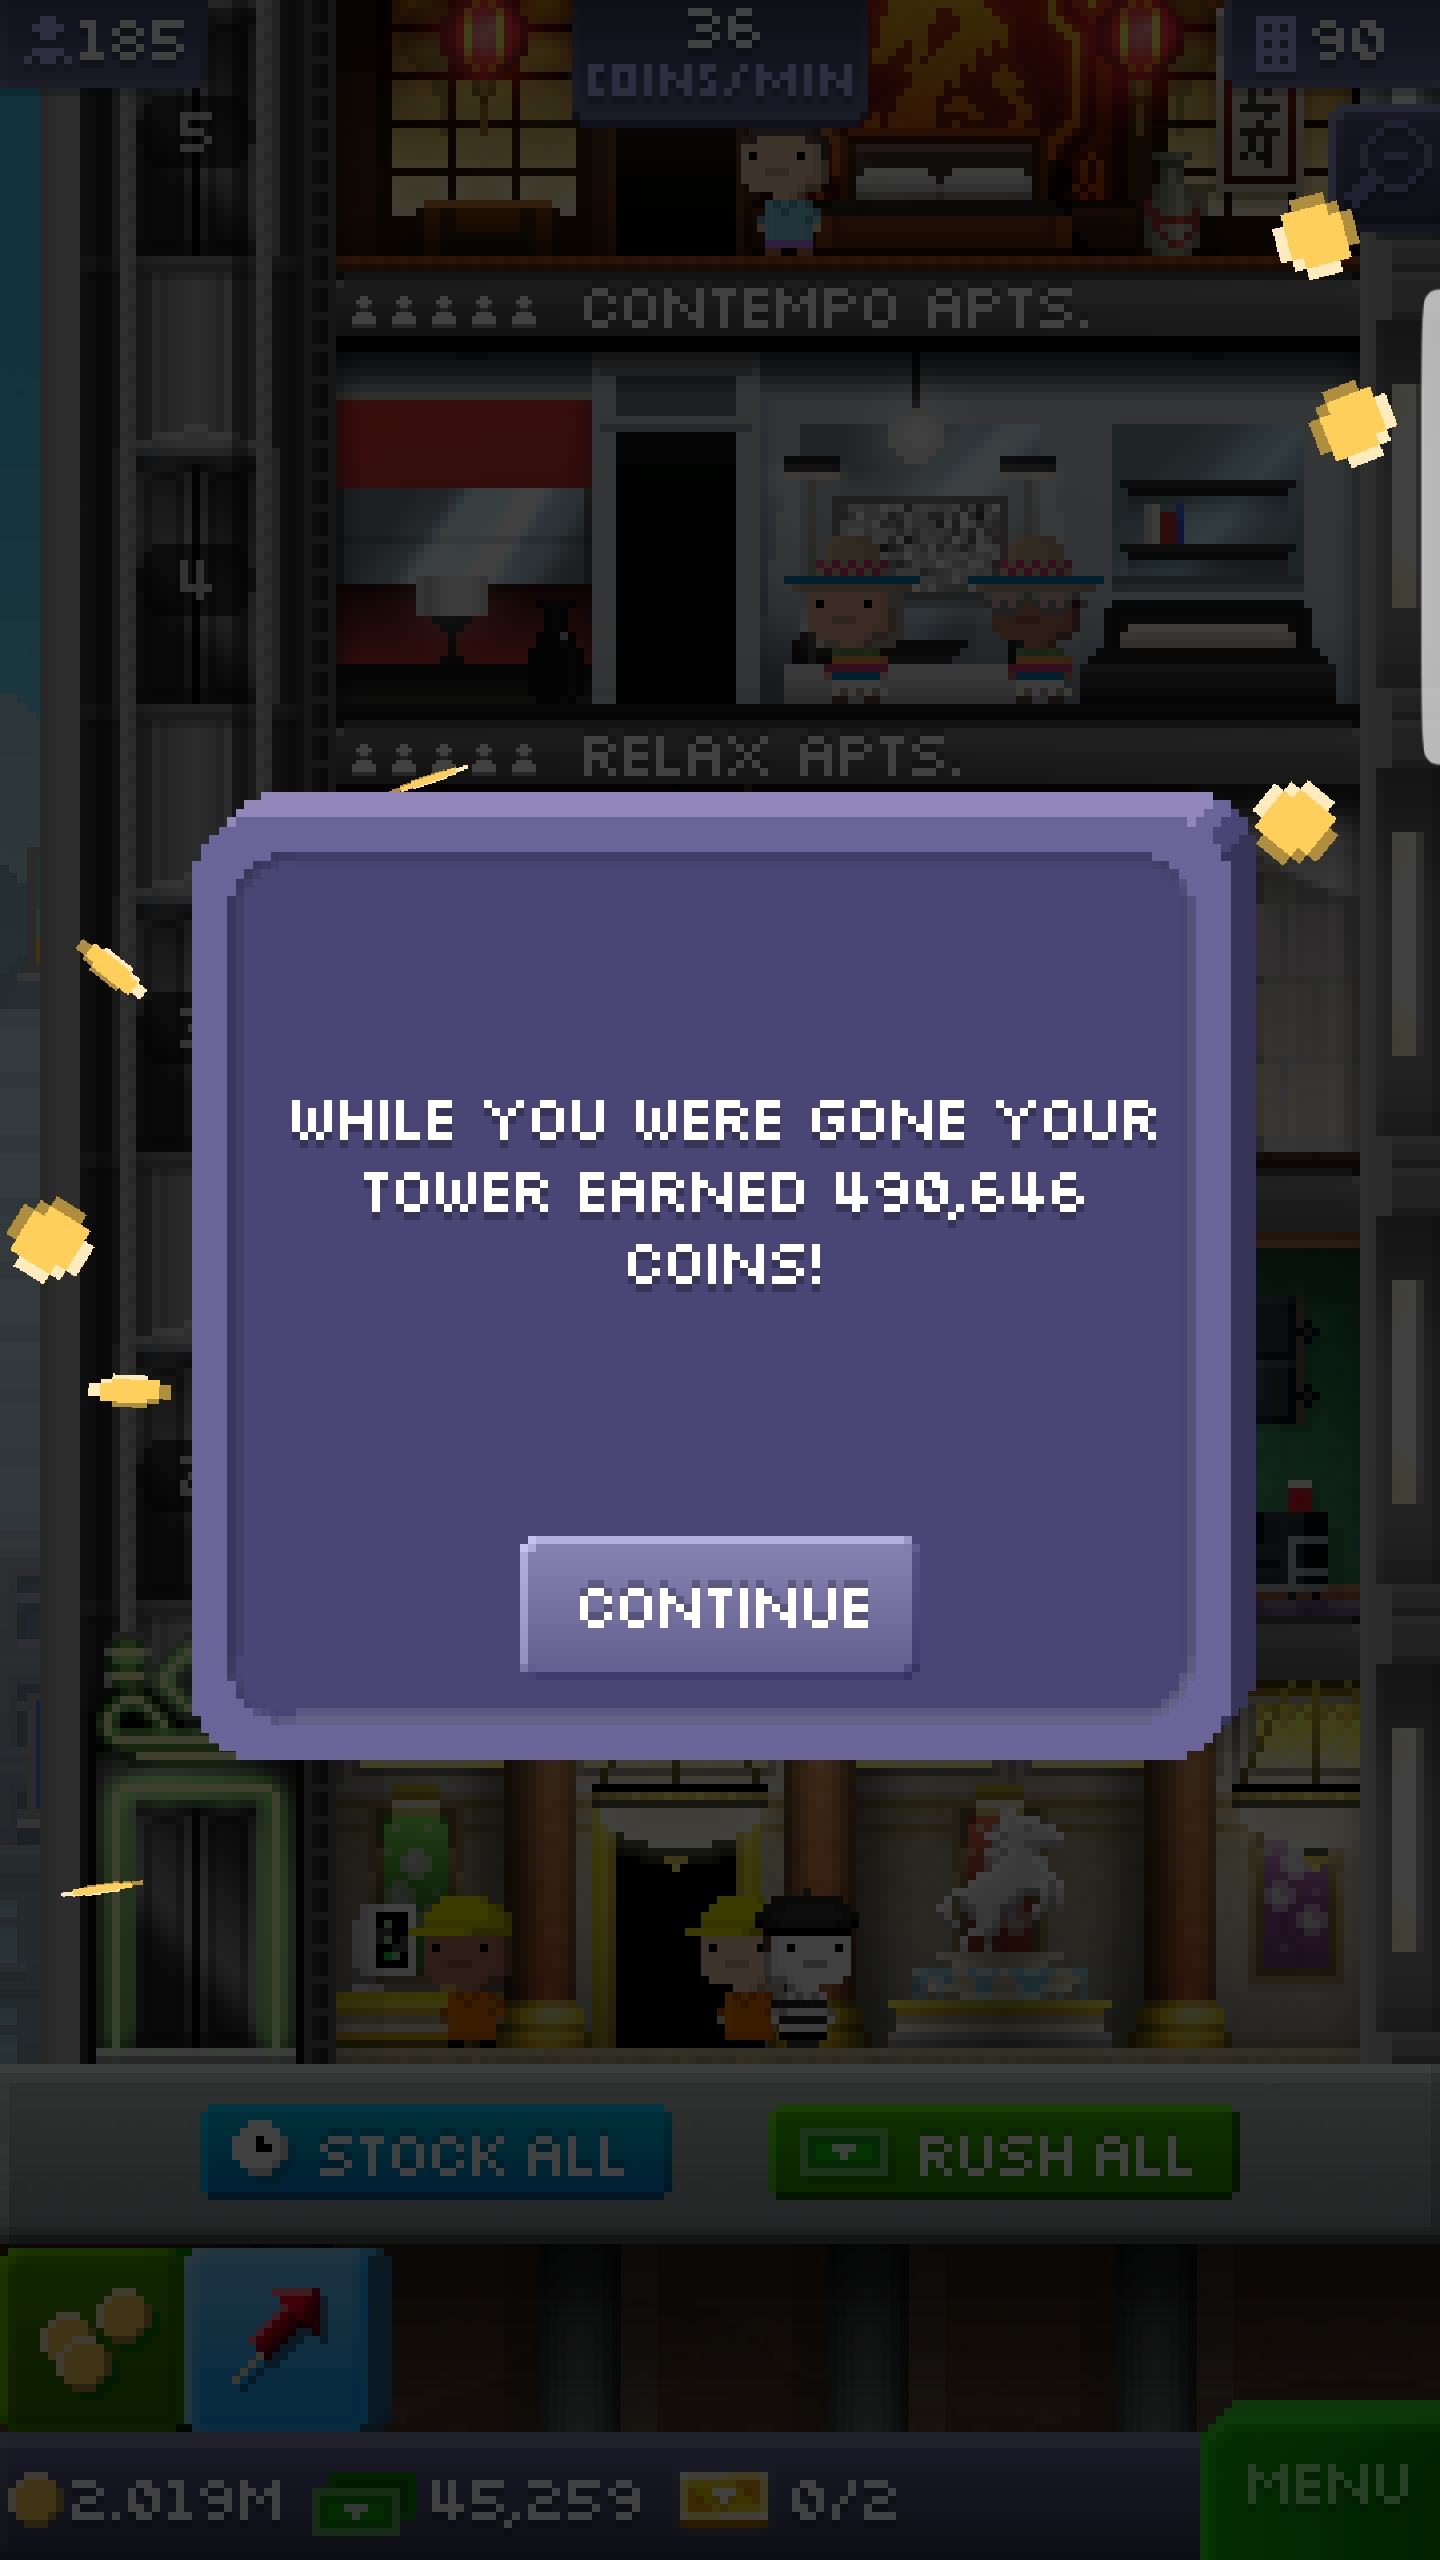 185
36
COINS/MIN
90
5
CONTEMPO APTS.
4
RELAX APTS.
WHILE YOU WERE GONE YOUR
TOWER EARNED 490,646
COINS!
CONTINUE
STOCK ALL
RUSH ALL
2.019M
45,259
0/2
MENU